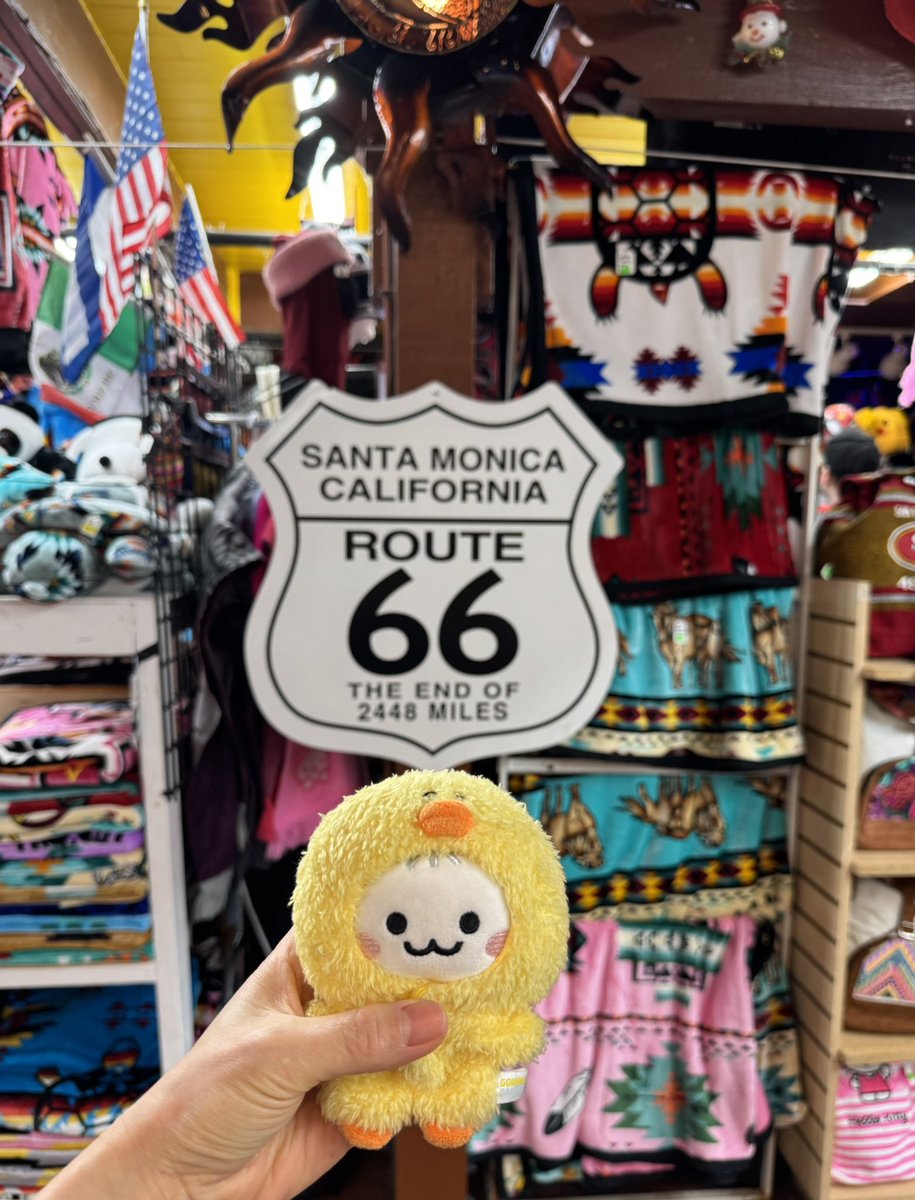 SANTA MONICA
CALIFORNIA
ROUTE
66
THE END OF
2448 MILES